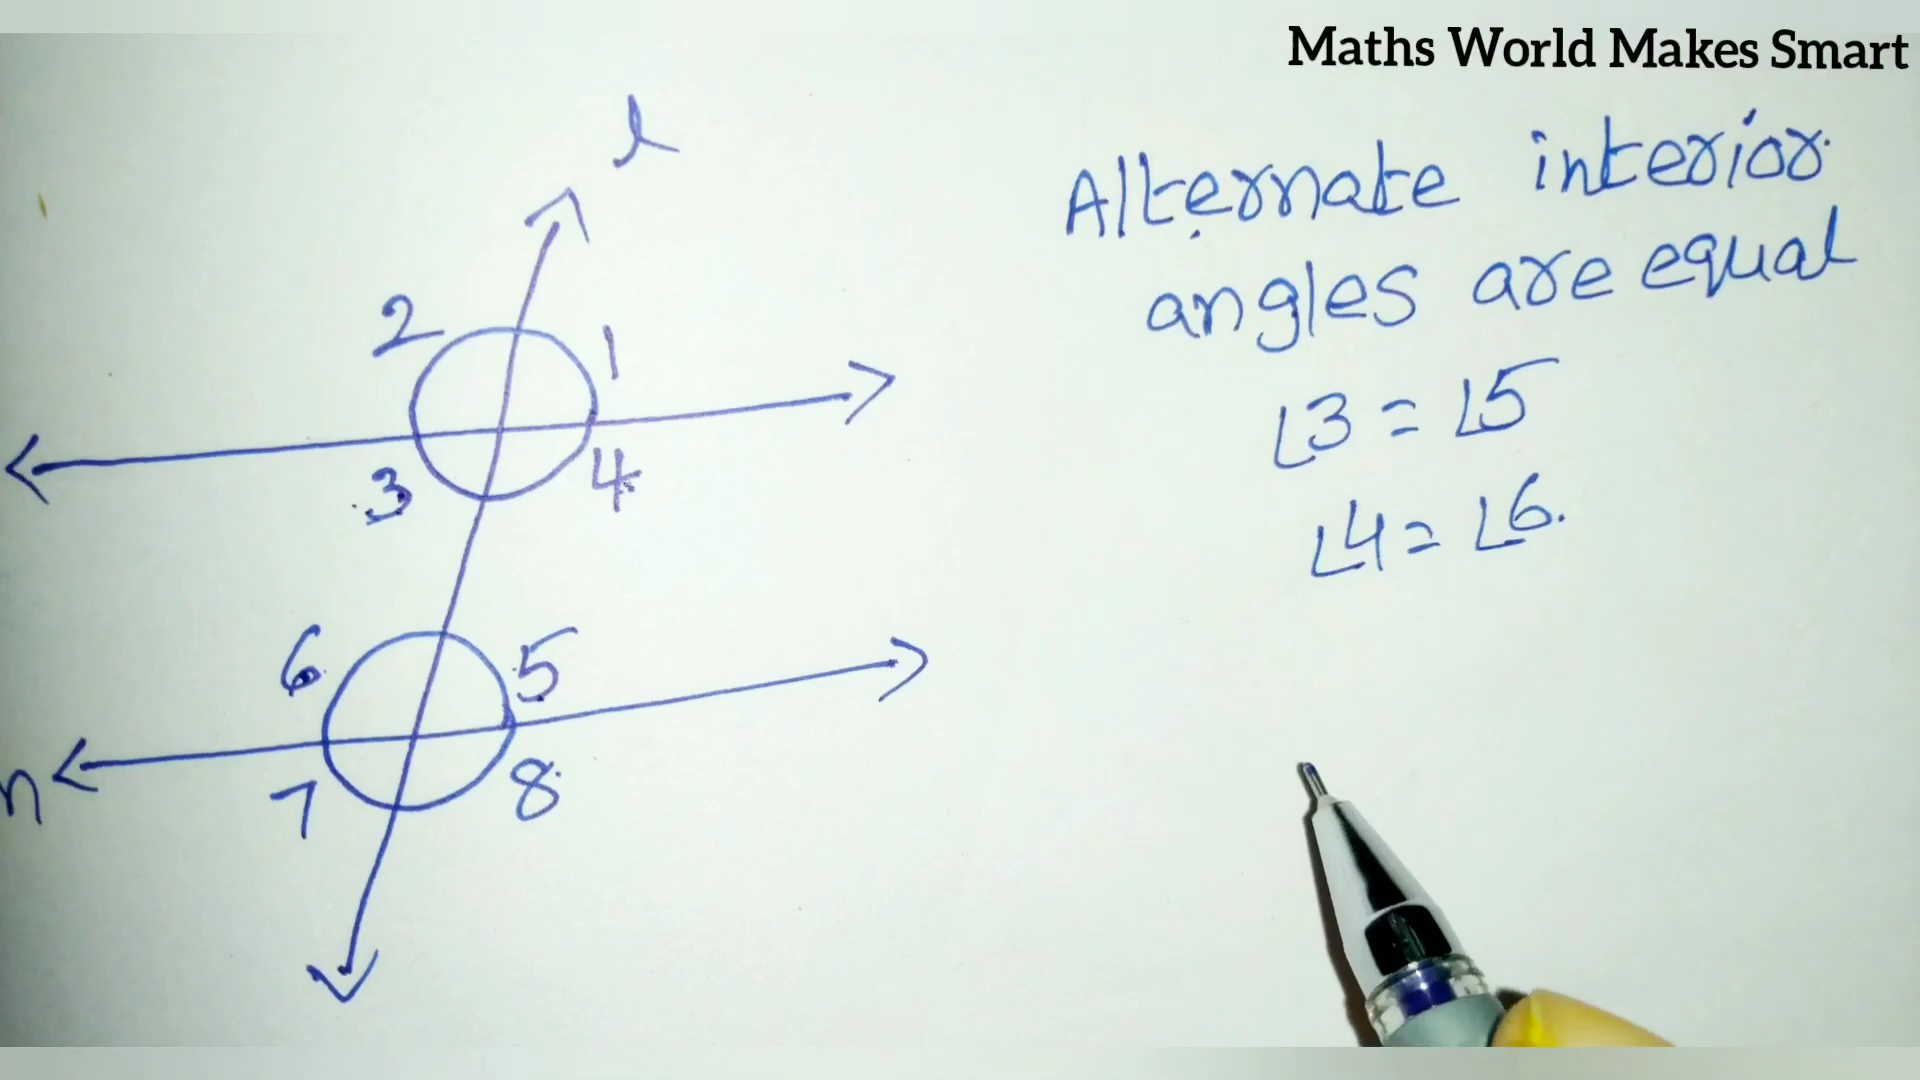 Maths World Makes Smart
l
Alternate interior
angles are equal
2
1
∠3 = ∠5
3
4
∠4 = ∠6.
6
5
n
7
8